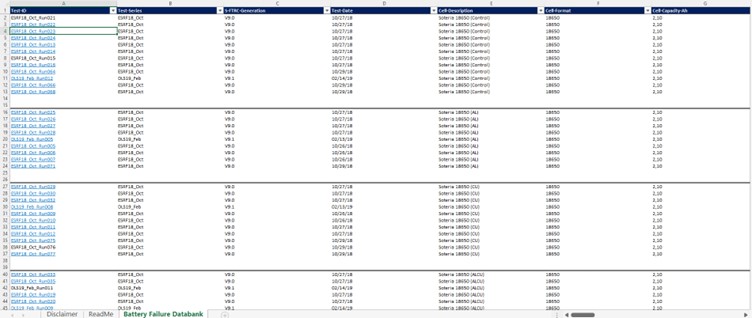 A B C D E F G
1 Test-ID Test-Series S-FTRC-Generation Test-Date Cell-Description Cell-Format Cell-Capacity-Ah
2 ESRF18_Oct_Run021 ESRF18_Oct V9.0 10/27/18 Soteria 18650 (Control) 18650 2,10
3 ESRF18_Oct_Run022 ESRF18_Oct V9.0 10/27/18 Soteria 18650 (Control) 18650 2,10
4 ESRF18_Oct_Run023 ESRF18_Oct V9.0 10/27/18 Soteria 18650 (Control) 18650 2,10
5 ESRF18_Oct_Run024 ESRF18_Oct V9.0 10/27/18 Soteria 18650 (Control) 18650 2,10
6 ESRF18_Oct_Run013 ESRF18_Oct V9.0 10/27/18 Soteria 18650 (Control) 18650 2,10
7 ESRF18_Oct_Run014 ESRF18_Oct V9.0 10/27/18 Soteria 18650 (Control) 18650 2,10
8 ESRF18_Oct_Run015 ESRF18_Oct V9.0 10/27/18 Soteria 18650 (Control) 18650 2,10
9 ESRF18_Oct_Run016 ESRF18_Oct V9.0 10/27/18 Soteria 18650 (Control) 18650 2,10
10 ESRF18_Oct_Run064 ESRF18_Oct V9.0 10/29/18 Soteria 18650 (Control) 18650 2,10
11 DLS19_Feb_Run012 DLS19_Feb V9.1 02/14/19 Soteria 18650 (Control) 18650 2,10
12 ESRF18_Oct_Run066 ESRF18_Oct V9.0 10/29/18 Soteria 18650 (Control) 18650 2,10
13 ESRF18_Oct_Run068 ESRF18_Oct V9.0 10/29/18 Soteria 18650 (Control) 18650 2,10
14
15
16 ESRF18_Oct_Run025 ESRF18_Oct V9.0 10/27/18 Soteria 18650 (AL) 18650 2,10
17 ESRF18_Oct_Run026 ESRF18_Oct V9.0 10/27/18 Soteria 18650 (AL) 18650 2,10
18 ESRF18_Oct_Run027 ESRF18_Oct V9.0 10/27/18 Soteria 18650 (AL) 18650 2,10
19 ESRF18_Oct_Run028 ESRF18_Oct V9.0 10/27/18 Soteria 18650 (AL) 18650 2,10
20 DLS19_Feb_Run005 DLS19_Feb V9.1 02/13/19 Soteria 18650 (AL) 18650 2,10
21 ESRF18_Oct_Run005 ESRF18_Oct V9.0 10/26/18 Soteria 18650 (AL) 18650 2,10
22 ESRF18_Oct_Run006 ESRF18_Oct V9.0 10/26/18 Soteria 18650 (AL) 18650 2,10
23 ESRF18_Oct_Run007 ESRF18_Oct V9.0 10/26/18 Soteria 18650 (AL) 18650 2,10
24 ESRF18_Oct_Run071 ESRF18_Oct V9.0 10/29/18 Soteria 18650 (AL) 18650 2,10
25
26
27 ESRF18_Oct_Run029 ESRF18_Oct V9.0 10/27/18 Soteria 18650 (CU) 18650 2,10
28 ESRF18_Oct_Run030 ESRF18_Oct V9.0 10/27/18 Soteria 18650 (CU) 18650 2,10
29 ESRF18_Oct_Run032 ESRF18_Oct V9.0 10/27/18 Soteria 18650 (CU) 18650 2,10
30 DLS19_Feb_Run008 DLS19_Feb V9.1 02/13/19 Soteria 18650 (CU) 18650 2,10
31 ESRF18_Oct_Run009 ESRF18_Oct V9.0 10/26/18 Soteria 18650 (CU) 18650 2,10
32 ESRF18_Oct_Run010 ESRF18_Oct V9.0 10/26/18 Soteria 18650 (CU) 18650 2,10
33 ESRF18_Oct_Run011 ESRF18_Oct V9.0 10/27/18 Soteria 18650 (CU) 18650 2,10
34 ESRF18_Oct_Run012 ESRF18_Oct V9.0 10/27/18 Soteria 18650 (CU) 18650 2,10
35 ESRF18_Oct_Run075 ESRF18_Oct V9.0 10/29/18 Soteria 18650 (CU) 18650 2,10
36 ESRF18_Oct_Run076 ESRF18_Oct V9.0 10/29/18 Soteria 18650 (CU) 18650 2,10
37 ESRF18_Oct_Run077 ESRF18_Oct V9.0 10/29/18 Soteria 18650 (CU) 18650 2,10
38
39
40 ESRF18_Oct_Run033 ESRF18_Oct V9.0 10/27/18 Soteria 18650 (ALCU) 18650 2,10
41 ESRF18_Oct_Run035 ESRF18_Oct V9.0 10/27/18 Soteria 18650 (ALCU) 18650 2,10
42 DLS19_Feb_Run011 DLS19_Feb V9.1 02/14/19 Soteria 18650 (ALCU) 18650 2,10
43 ESRF18_Oct_Run019 ESRF18_Oct V9.0 10/27/18 Soteria 18650 (ALCU) 18650 2,10
44 ESRF18_Oct_Run020 ESRF18_Oct V9.0 10/27/18 Soteria 18650 (ALCU) 18650 2,10
45 DLS19_Feb_Run009 DLS19_Feb V9.1 02/14/19 Soteria 18650 (ALCU) 18650 2,10
Disclaimer ReadMe Battery Failure Databank